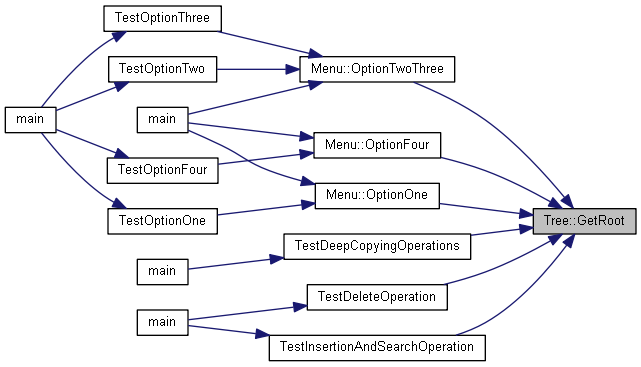 TestOptionThree
TestOptionTwo
Menu::OptionTwoThree
main
main
Menu::OptionFour
TestOptionFour
Menu::OptionOne
TestOptionOne
Tree::GetRoot
TestDeepCopyingOperations
main
TestDeleteOperation
main
TestInsertionAndSearchOperation